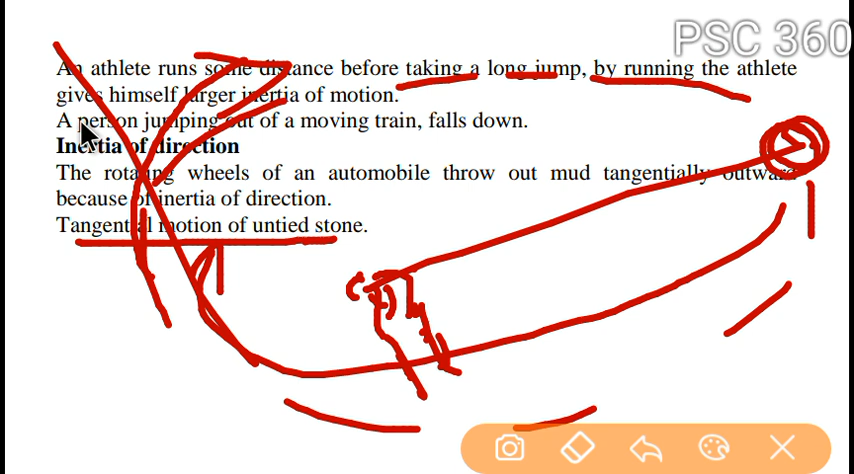 PSC 360
An athlete runs some distance before taking a long jump, by running the athlete
gives himself larger inertia of motion.
A person jumping out of a moving train, falls down.
Inertia of direction
The rotating wheels of an automobile throw out mud tangentially outward
because of inertia of direction.
Tangential motion of untied stone.